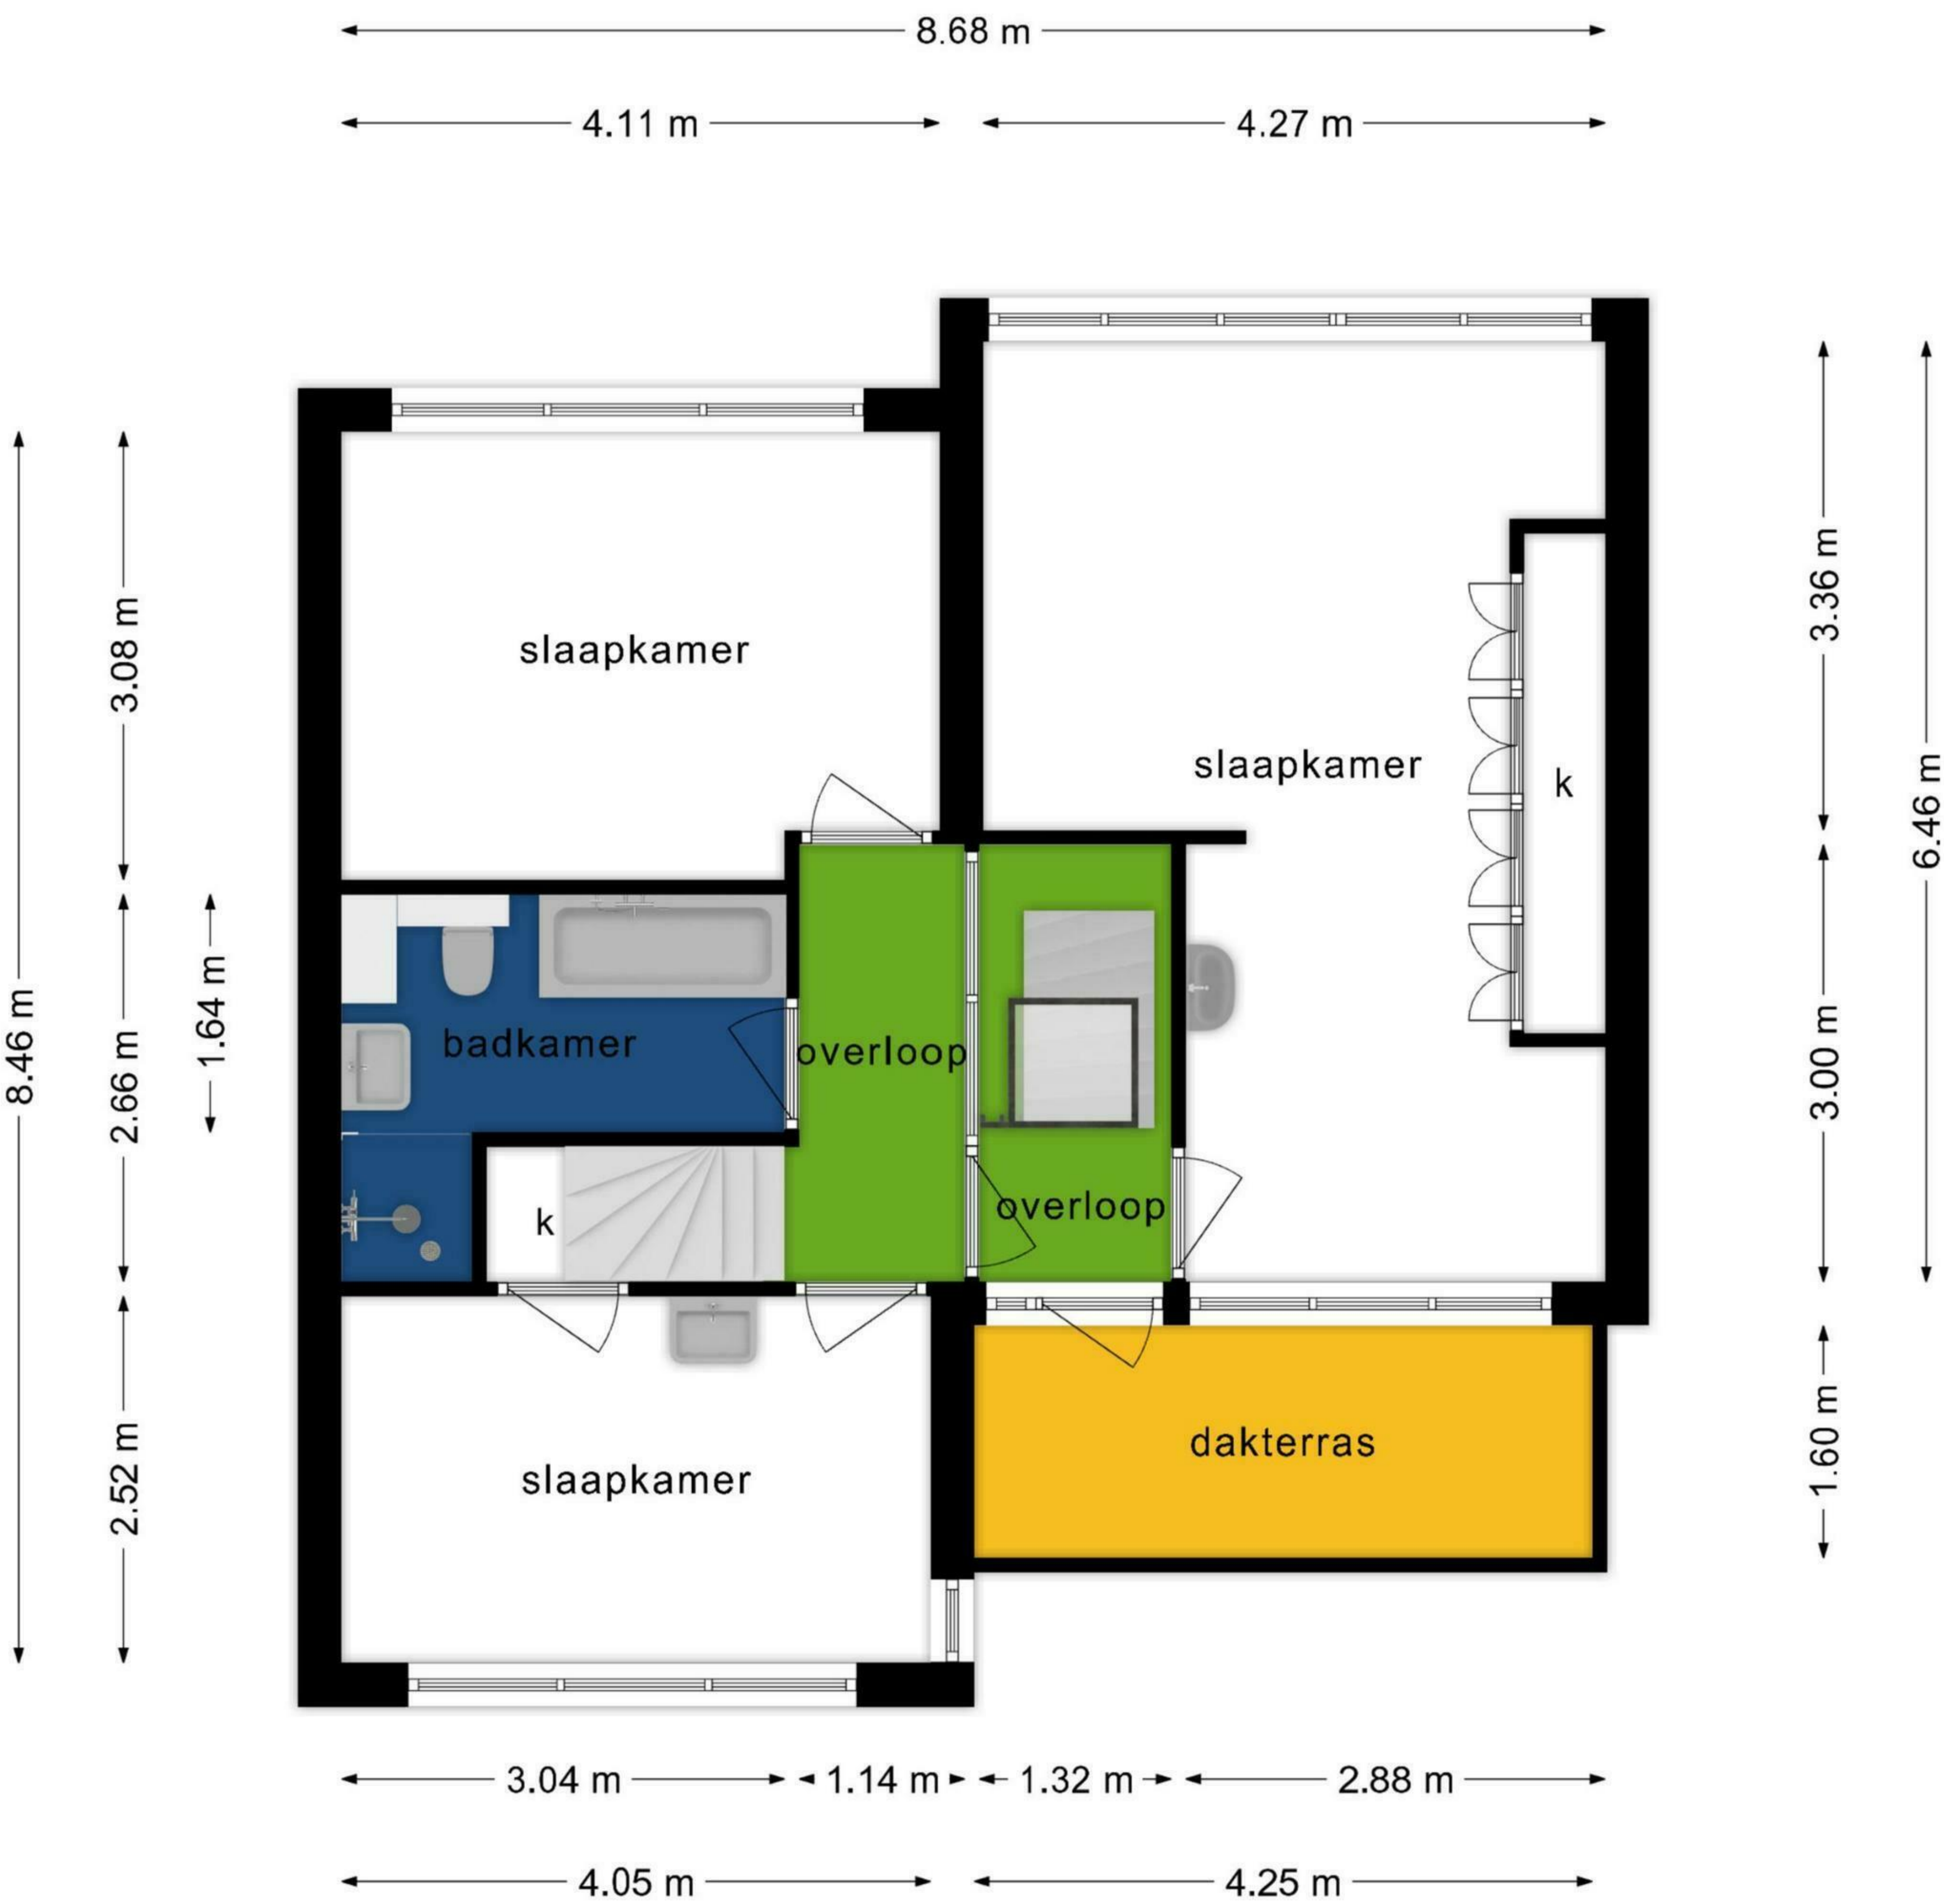 8.68 m
4.11 m
4.27 m
3.36 m
3.08 m
slaapkamer
slaapkamer
k
6.46 m
8.46 m
2.66 m
1.64 m
badkamer
overloop
3.00 m
overloop
k
2.52 m
slaapkamer
dakterras
1.60 m
3.04 m
1.14 m
1.32 m
2.88 m
4.05 m
4.25 m